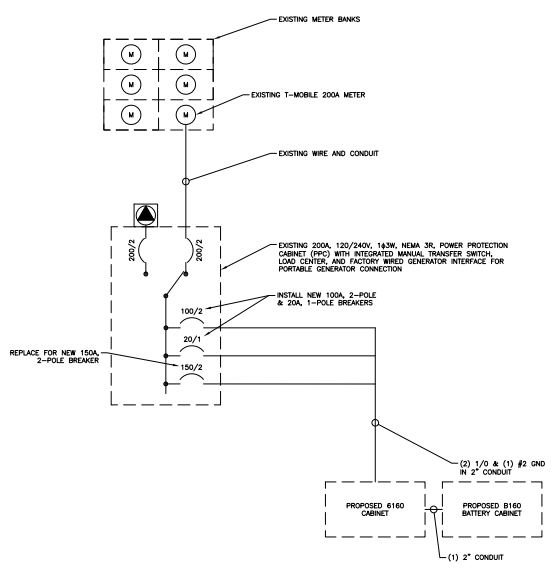 EXISTING METER BANKS
M M
M M
EXISTING T-MOBILE 200A METER
M M
EXISTING WIRE AND CONDUIT
200/2
200/2
EXISTING 200A, 120/240V, 1ϕ3W, NEMA 3R, POWER PROTECTION
CABINET (PPC) WITH INTEGRATED MANUAL TRANSFER SWITCH,
LOAD CENTER, AND FACTORY WIRED GENERATOR INTERFACE FOR
PORTABLE GENERATOR CONNECTION
INSTALL NEW 100A, 2-POLE
& 20A, 1-POLE BREAKERS
100/2
20/1
REPLACE FOR NEW 150A,
2-POLE BREAKER
150/2
(2) 1/0 & (1) #2 GND
IN 2" CONDUIT
PROPOSED 6160
CABINET
PROPOSED B160
BATTERY CABINET
(1) 2" CONDUIT